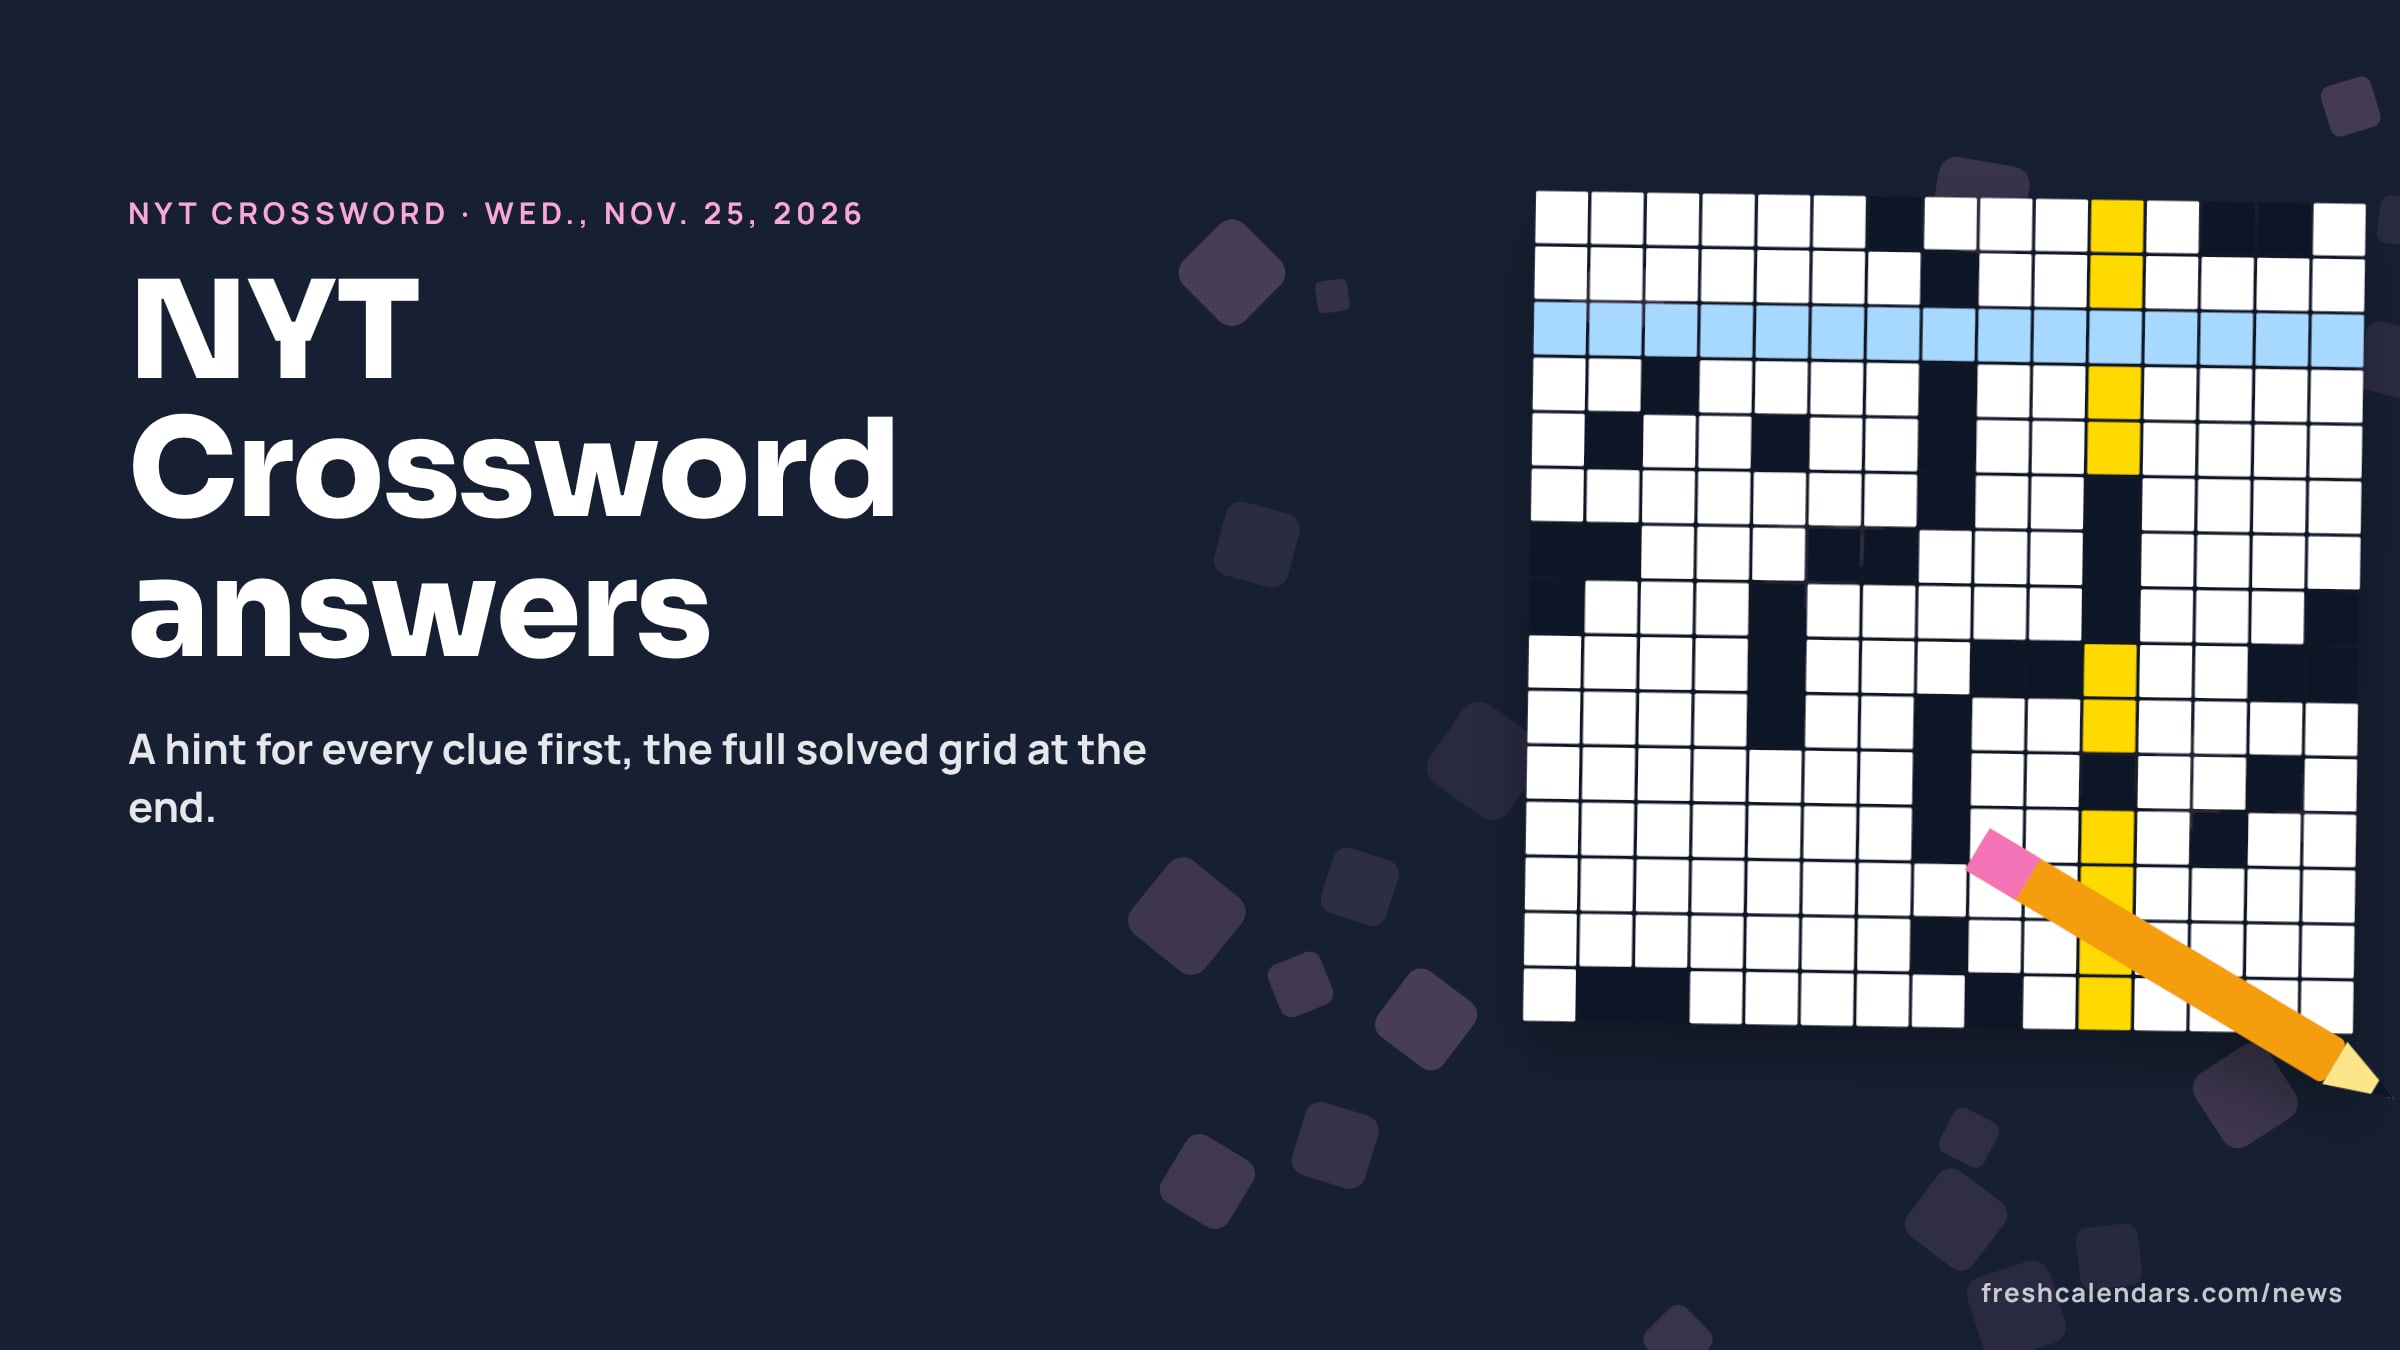 NYT CROSSWORD · WED., NOV. 25, 2026
NYT
Crossword
answers
A hint for every clue first, the full solved grid at the
end.
freshcalendars.com/news